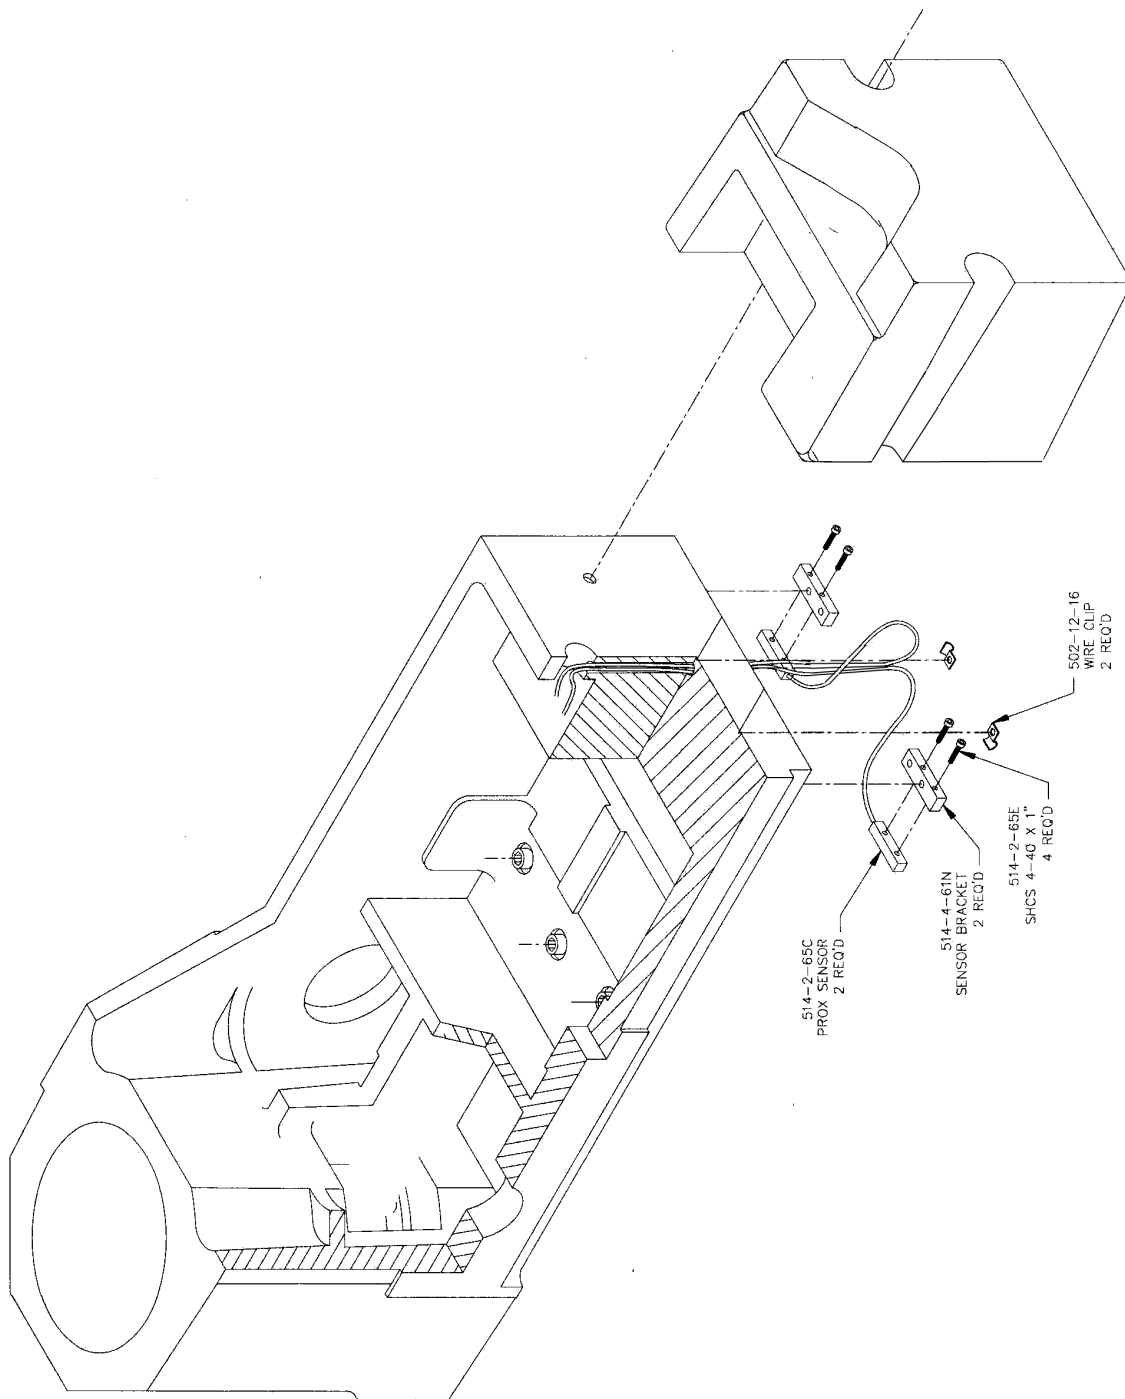 514-2-65C
PROX SENSOR
2 REQ'D
514-4-61N
SENSOR BRACKET
2 REQ'D
514-2-65E
SHCS 4-40 X 1"
4 REQ'D
502-12-16
WIRE CLIP
2 REQ'D